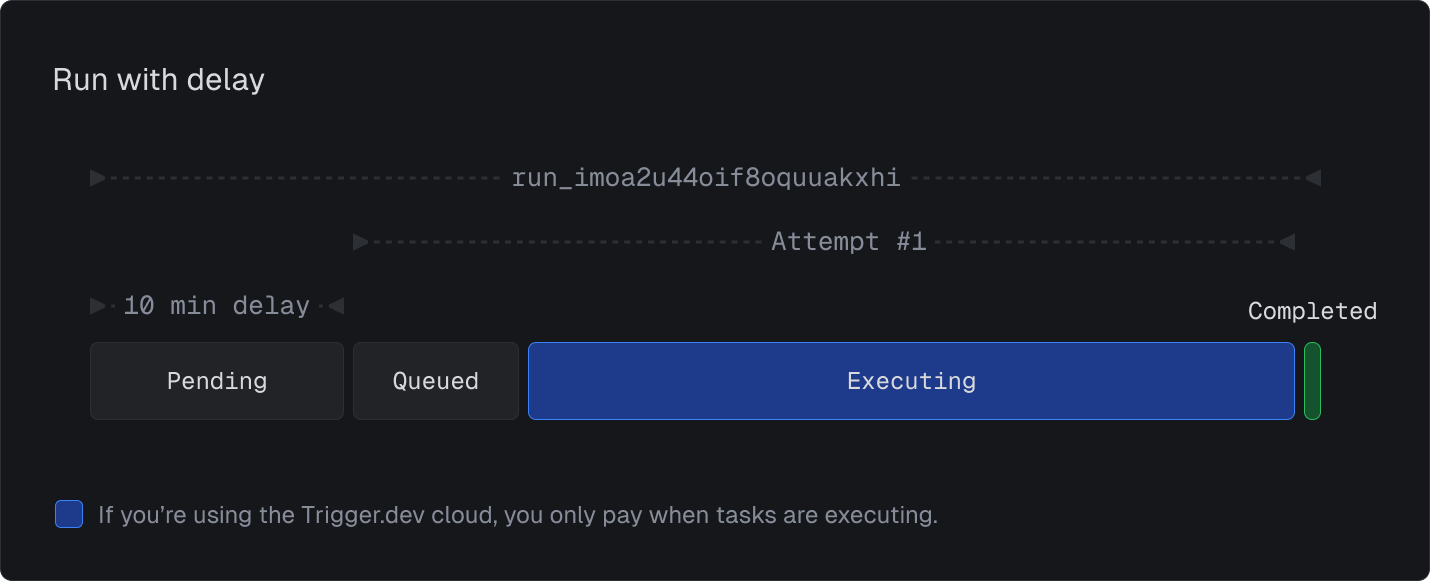 Run with delay
run_imoa2u44oif8oquuakxhi
Attempt #1
10 min delay
Completed
Pending
Queued
Executing
If you’re using the Trigger.dev cloud, you only pay when tasks are executing.